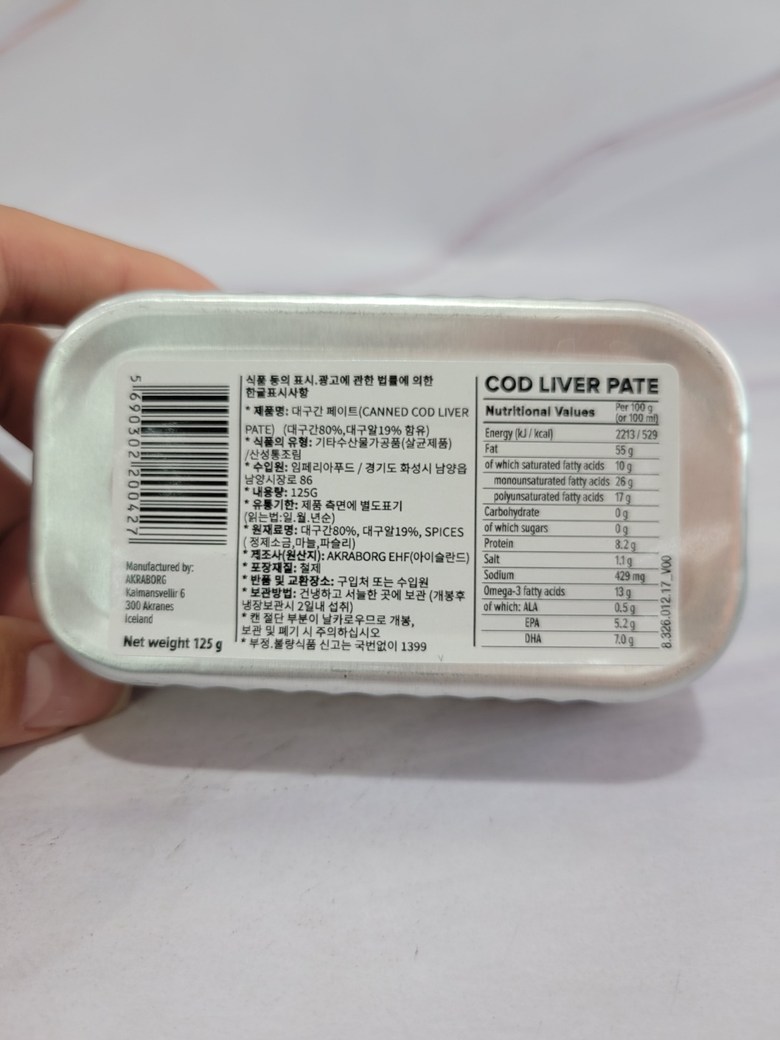 5690302120042 7
Manufactured by:
AKRABORG
Kalmansvellir 6
300 Akranes
Iceland
Net weight 125 g
식품 등의 표시.광고에 관한 법률에 의한
한글표시사항
* 제품명: 대구간 페이트(CANNED COD LIVER
PATE) (대구간80%,대구알19% 함유)
* 식품의 유형: 기타수산물가공품(살균제품)
/산성통조림
* 수입원: 임페리아푸드 / 경기도 화성시 남양읍
남양시장로 86
* 내용량: 125G
* 유통기한: 제품 측면에 별도표기
(읽는법:일.월.년순)
* 원재료명: 대구간80%, 대구알19%, SPICES
( 정제소금,마늘,파슬리)
* 제조사(원산지): AKRABORG EHF(아이슬란드)
* 포장재질: 철제
* 반품 및 교환장소: 구입처 또는 수입원
* 보관방법: 건냉하고 서늘한 곳에 보관 (개봉후
냉장보관시 2일내 섭취)
* 캔 절단 부분이 날카로우므로 개봉,
보관 및 폐기 시 주의하십시오
* 부정.불량식품 신고는 국번없이 1399
COD LIVER PATE
Nutritional Values Per 100 g
(or 100 ml)
Energy (kJ / kcal) 2213 / 529
Fat 55 g
of which saturated fatty acids 10 g
monounsaturated fatty acids 26 g
polyunsaturated fatty acids 17 g
Carbohydrate 0 g
of which sugars 0 g
Protein 8.2 g
Salt 1.1 g
Sodium 429 mg
Omega-3 fatty acids 13 g
of which: ALA 0.5 g
EPA 5.2 g
DHA 7.0 g
8.326.012.17_V00